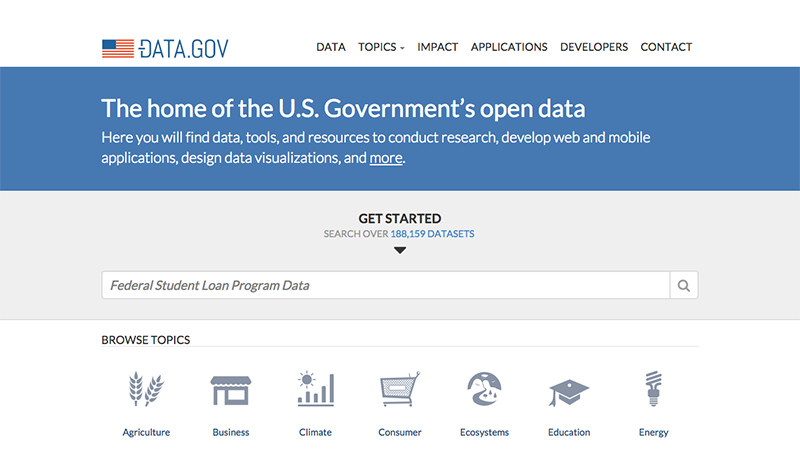 DATA.GOV
DATA TOPICS IMPACT APPLICATIONS DEVELOPERS CONTACT
The home of the U.S. Government's open data
Here you will find data, tools, and resources to conduct research, develop web and mobile
applications, design data visualizations, and more.
GET STARTED
SEARCH OVER 188,159 DATASETS
Federal Student Loan Program Data
BROWSE TOPICS
Agriculture Business Climate Consumer Ecosystems Education Energy